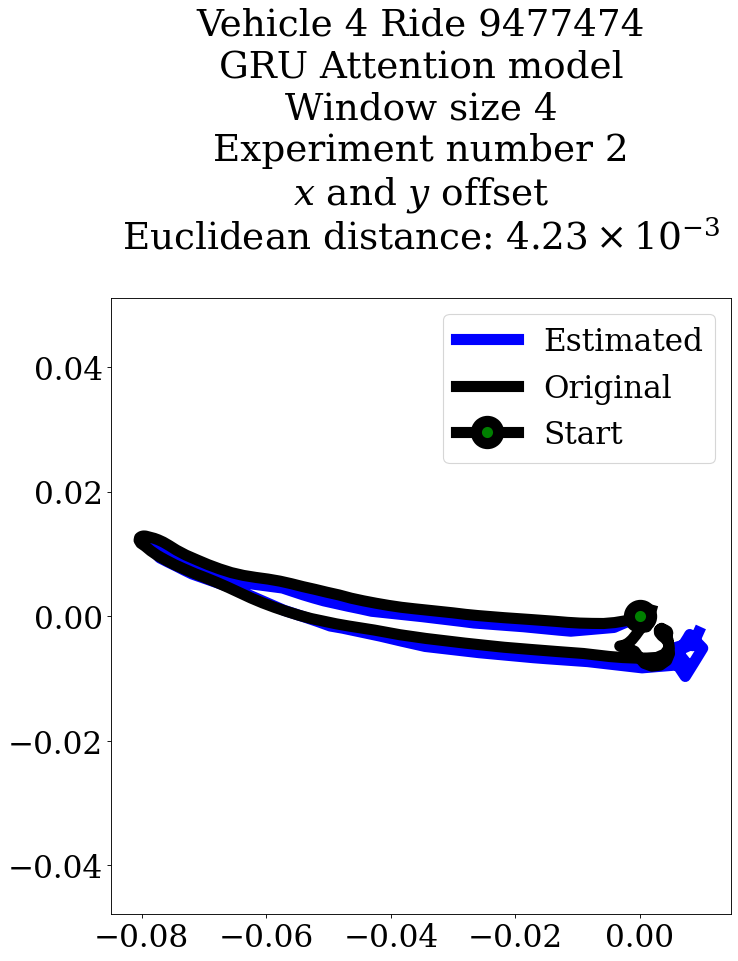 Vehicle 4 Ride 9477474
GRU Attention model
Window size 4
Experiment number 2
x and y offset
Euclidean distance: 4.23 × 10⁻³
Estimated
Original
Start
0.04
0.02
0.00
−0.02
−0.04
−0.08 −0.06 −0.04 −0.02 0.00